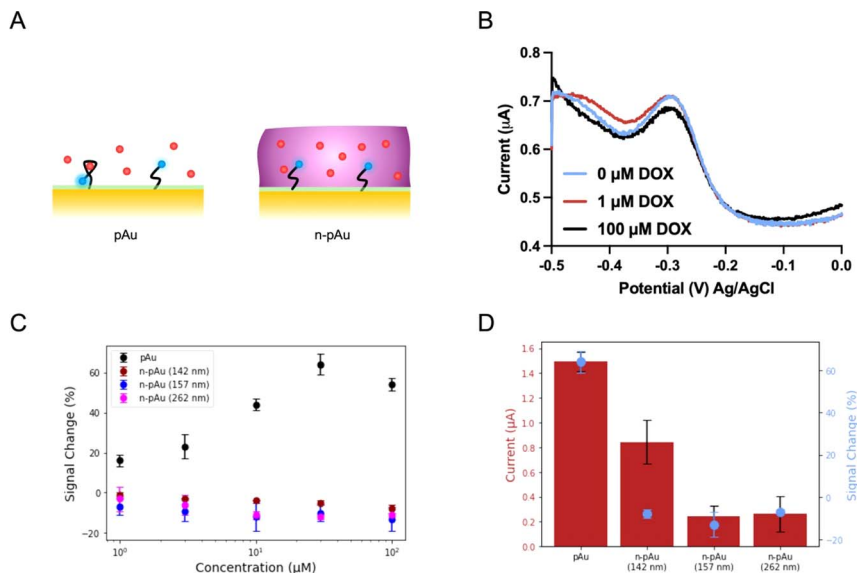 A
pAu
n-pAu
B
0.8
0.7
0.6
0.5
0.4
Current (µA)
0 µM DOX
1 µM DOX
100 µM DOX
-0.5
-0.4
-0.3
-0.2
-0.1
0.0
Potential (V) Ag/AgCl
C
pAu
n-pAu (142 nm)
n-pAu (157 nm)
n-pAu (262 nm)
60
40
20
0
−20
Signal Change (%)
10⁰
10¹
10²
Concentration (µM)
D
1.6
1.4
1.2
1.0
0.8
0.6
0.4
0.2
0.0
Current (µA)
60
40
20
0
−20
Signal Change (%)
pAu
n-pAu
(142 nm)
n-pAu
(157 nm)
n-pAu
(262 nm)